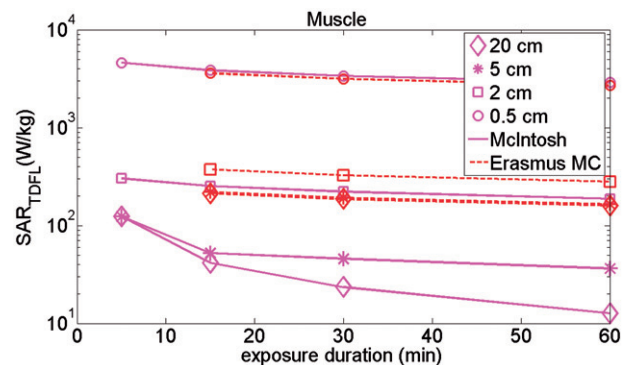 Muscle
10^4
10^3
10^2
10^1
SAR_TDFL(W/kg)
20 cm
5 cm
2 cm
0.5 cm
McIntosh
Erasmus MC
0 10 20 30 40 50 60
exposure duration (min)